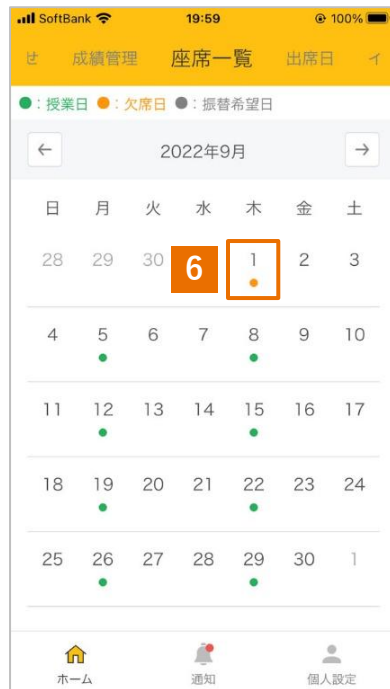 SoftBank 19:59 100%
せ 成績管理 座席一覧 出席日 イ
●：授業日 ●：欠席日 ●：振替希望日
← 2022年9月 →
日 月 火 水 木 金 土
28 29 30 6 1 2 3
4 5 6 7 8 9 10
11 12 13 14 15 16 17
18 19 20 21 22 23 24
25 26 27 28 29 30 1
ホーム 通知 個人設定